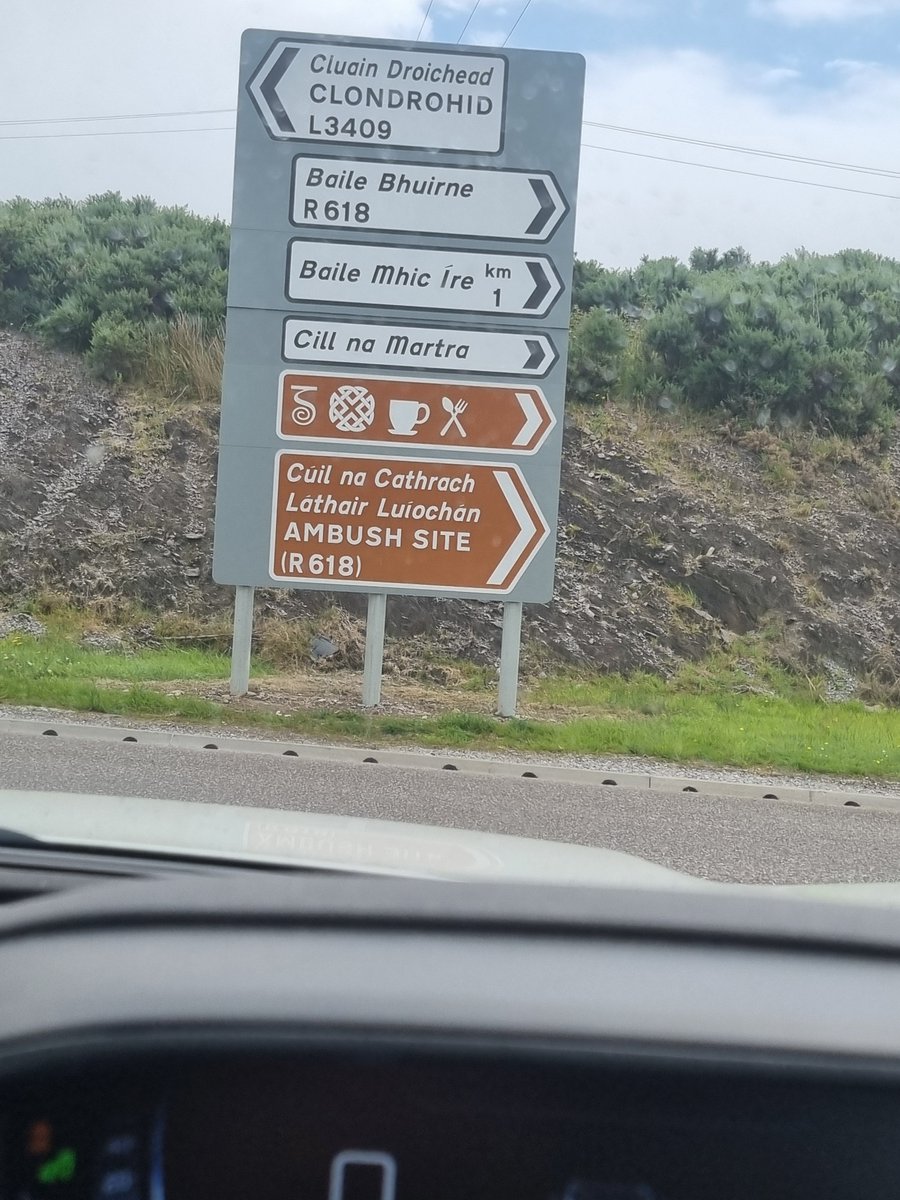 Cluain Droichead
CLONDROHID
L3409
Baile Bhuirne
R618
Baile Mhic Íre km 1
Cill na Martra
Cúil na Cathrach
Láthair Luíochán
AMBUSH SITE
(R618)